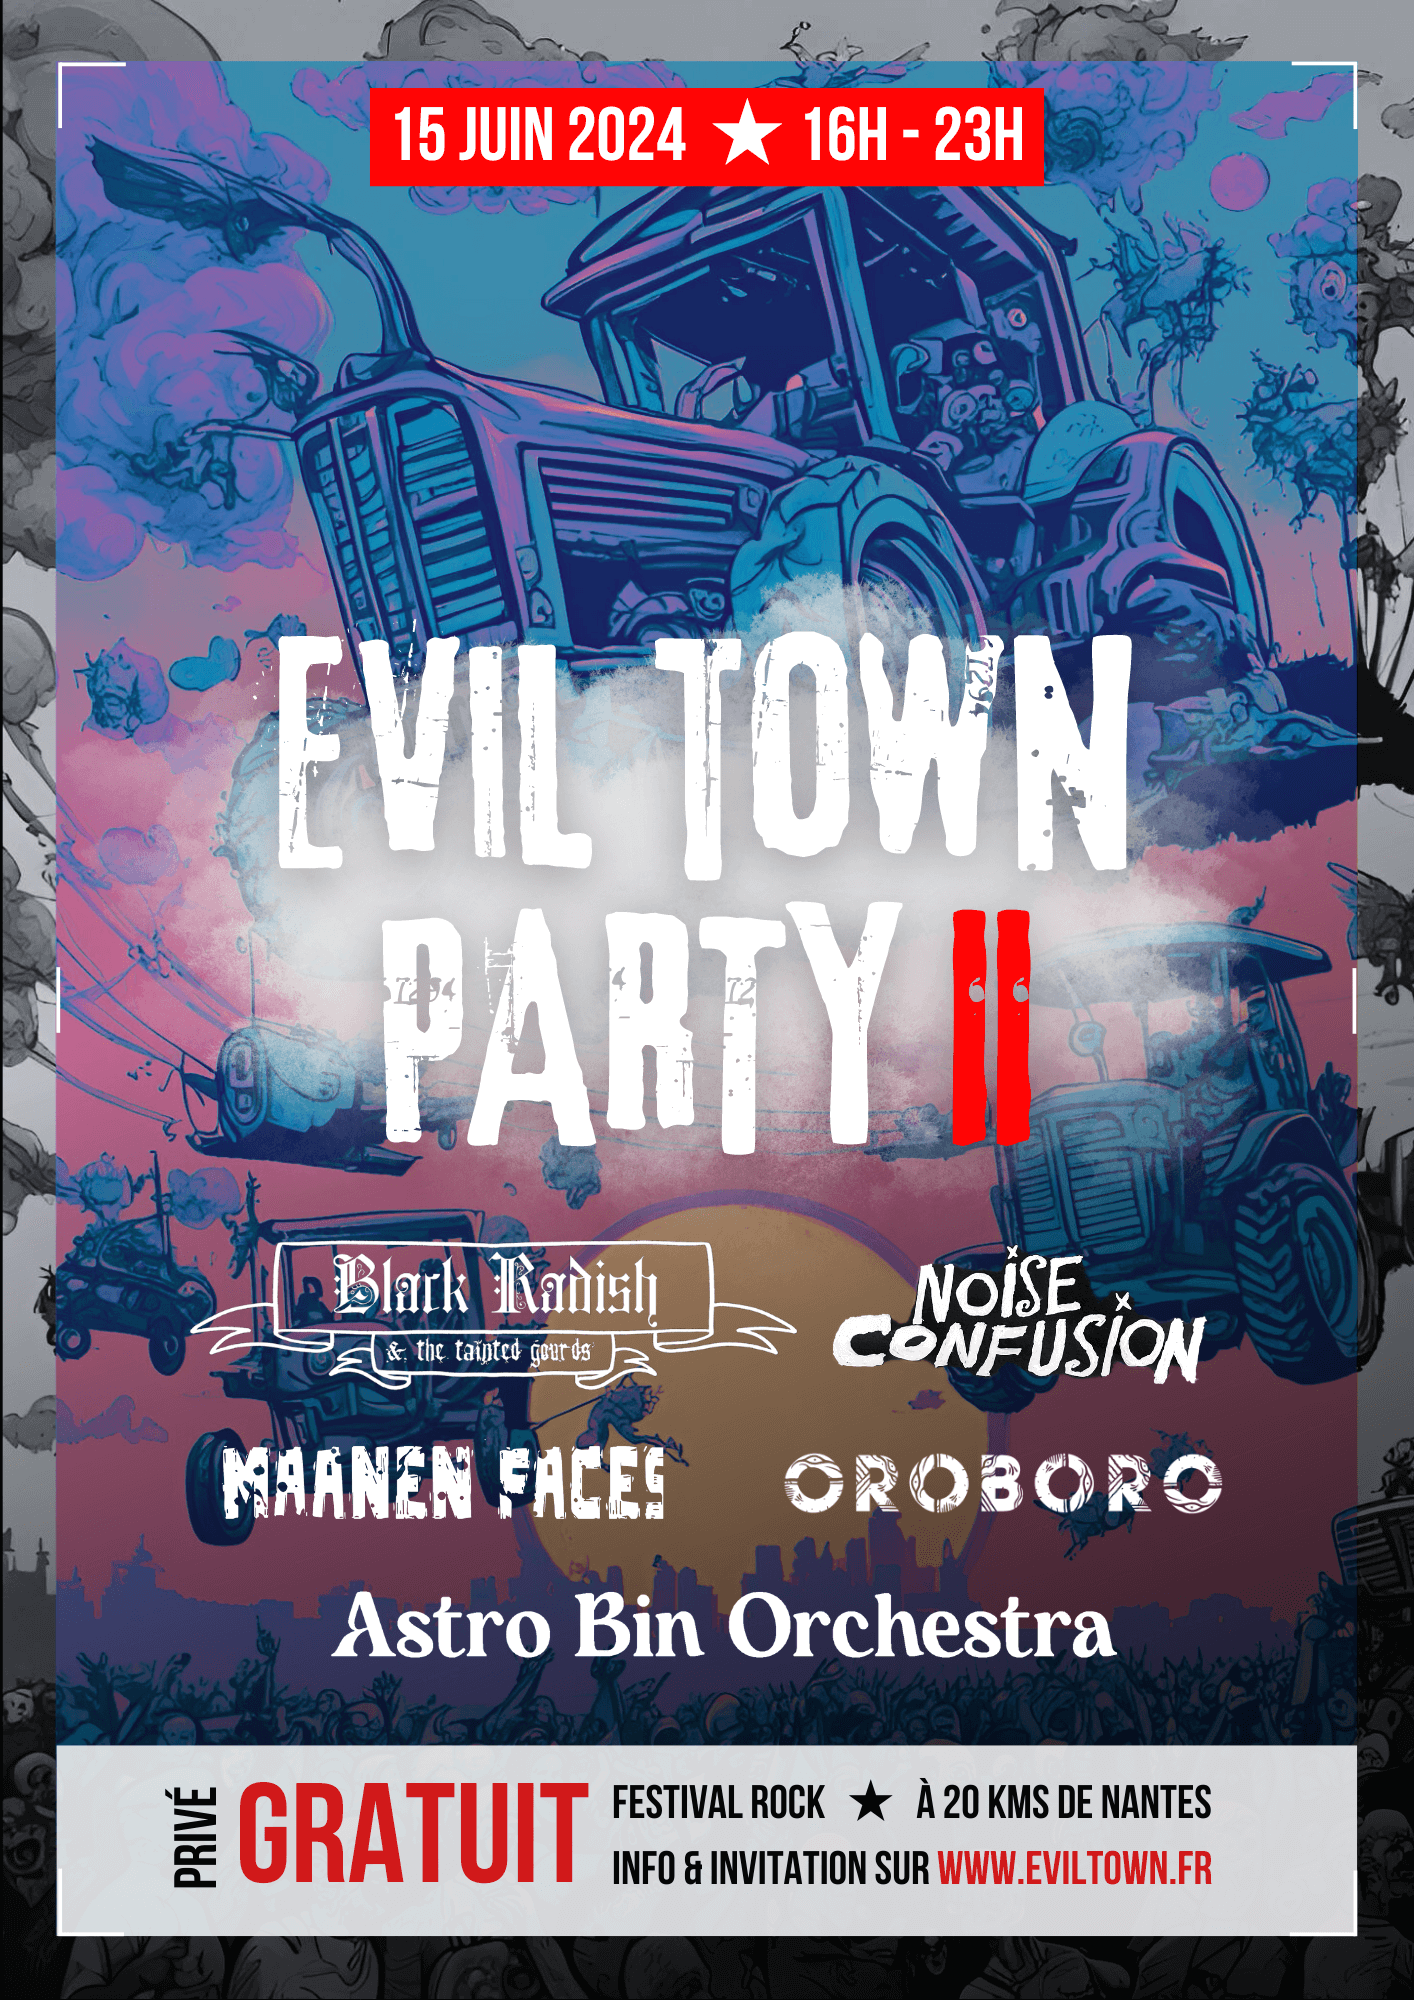 15 JUIN 2024 ★ 16H - 23H
EVIL TOWN
PARTY II
Black Radish
& the tainted gourds
NOISE
CONFUSION
MAANEN FACES
OROBORO
Astro Bin Orchestra
PRIVÉ
GRATUIT
FESTIVAL ROCK ★ À 20 KMS DE NANTES
INFO & INVITATION SUR WWW.EVILTOWN.FR